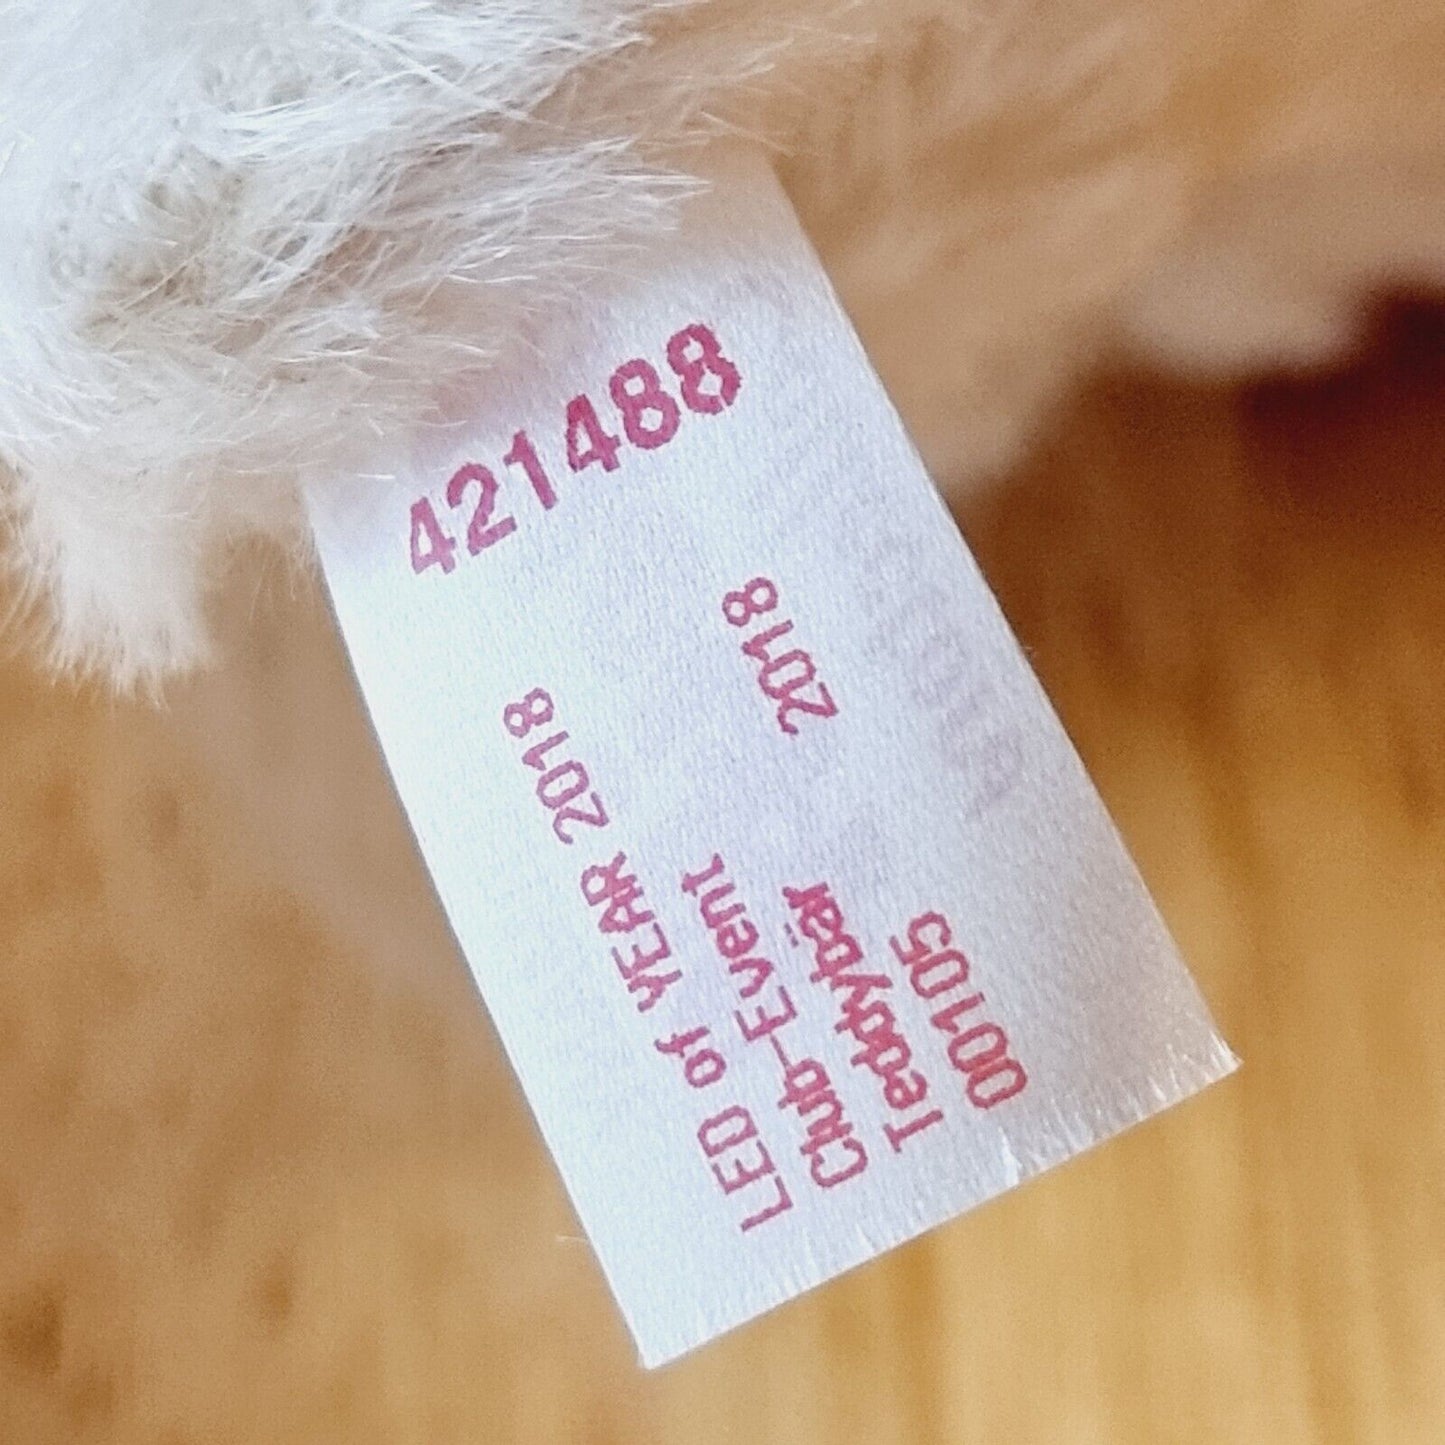 421488
LED of YEAR 2018
Club-Event 2018
Teddybär
00105